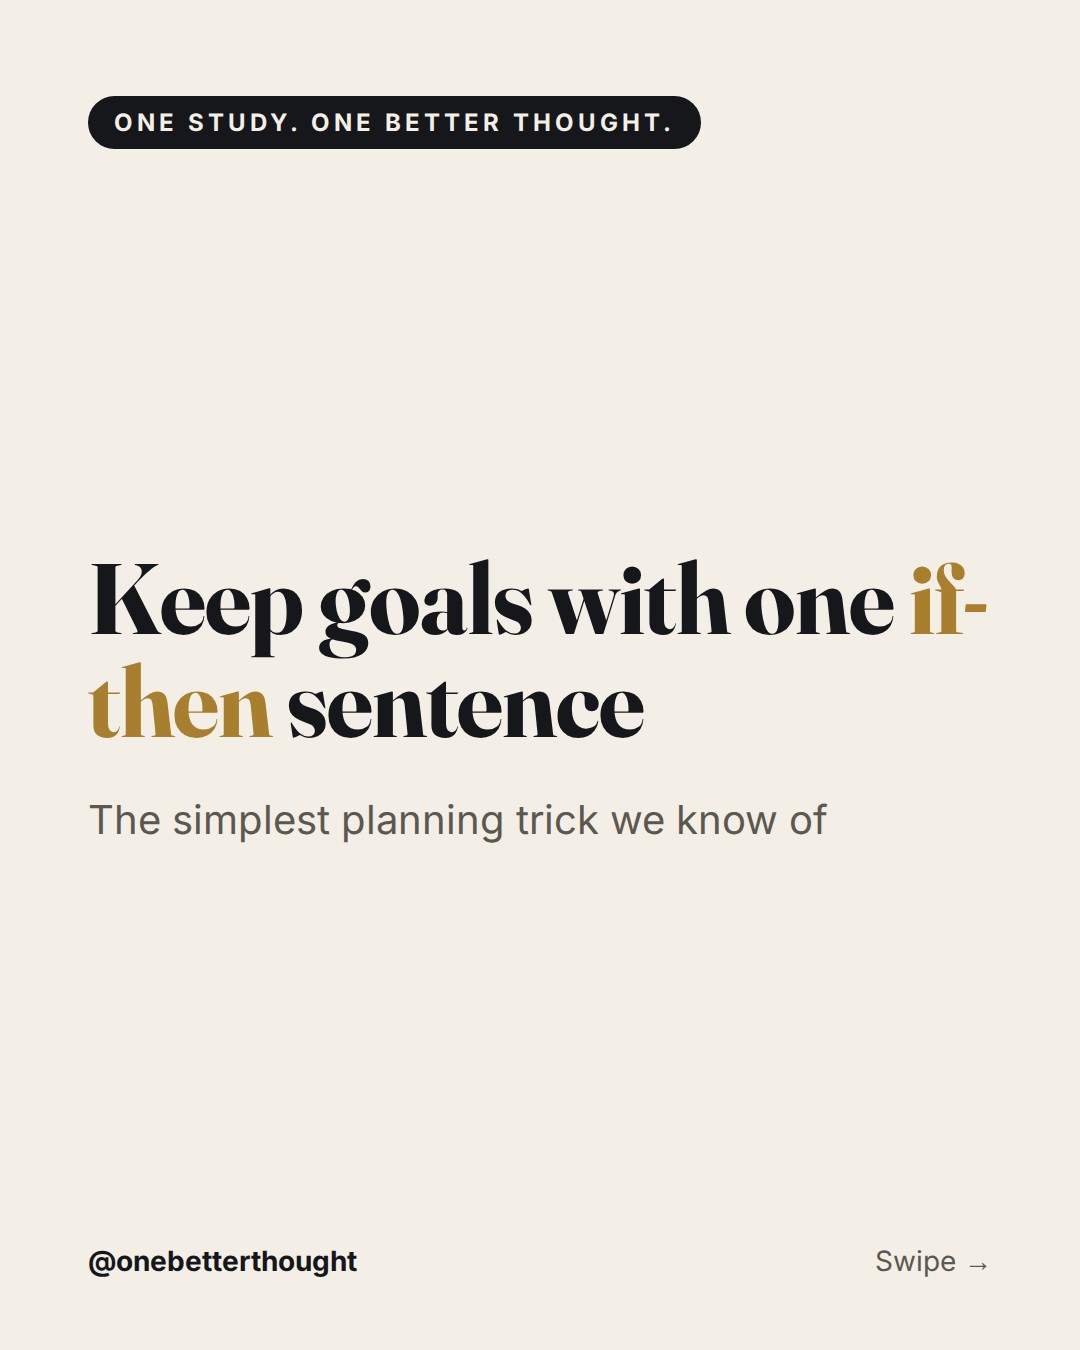 ONE STUDY. ONE BETTER THOUGHT.
Keep goals with one if-
then sentence
The simplest planning trick we know of
@onebetterthought
Swipe →